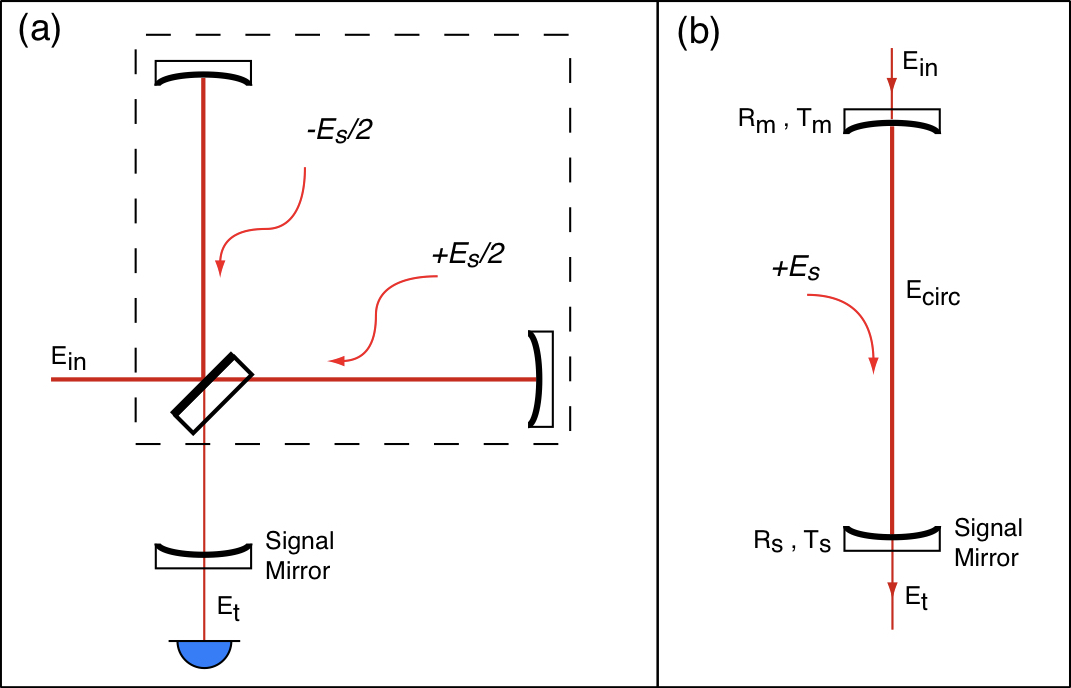 (a)
-Es/2
+Es/2
Ein
Signal
Mirror
Et
(b)
Ein
Rm , Tm
+Es
Ecirc
Rs , Ts
Signal
Mirror
Et